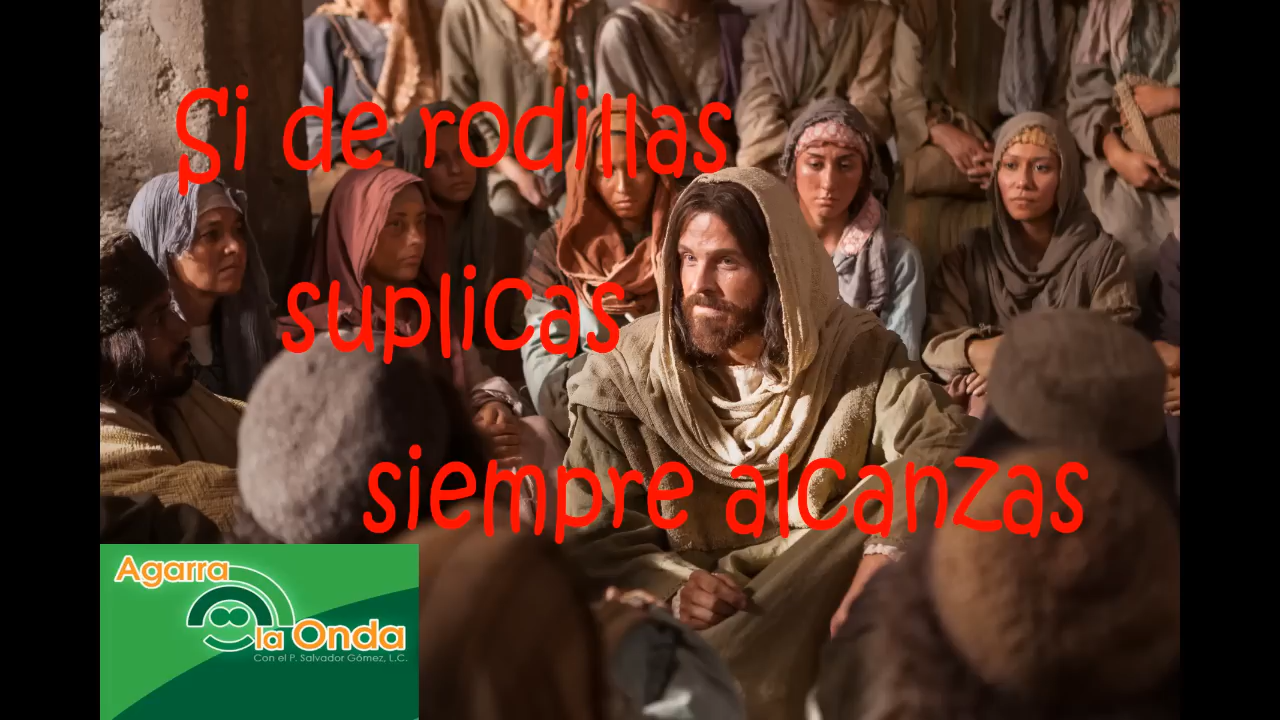 Si de rodillas
suplicas
siempre alcanzas
Agarra
la Onda
Con el P. Salvador Gómez, L.C.